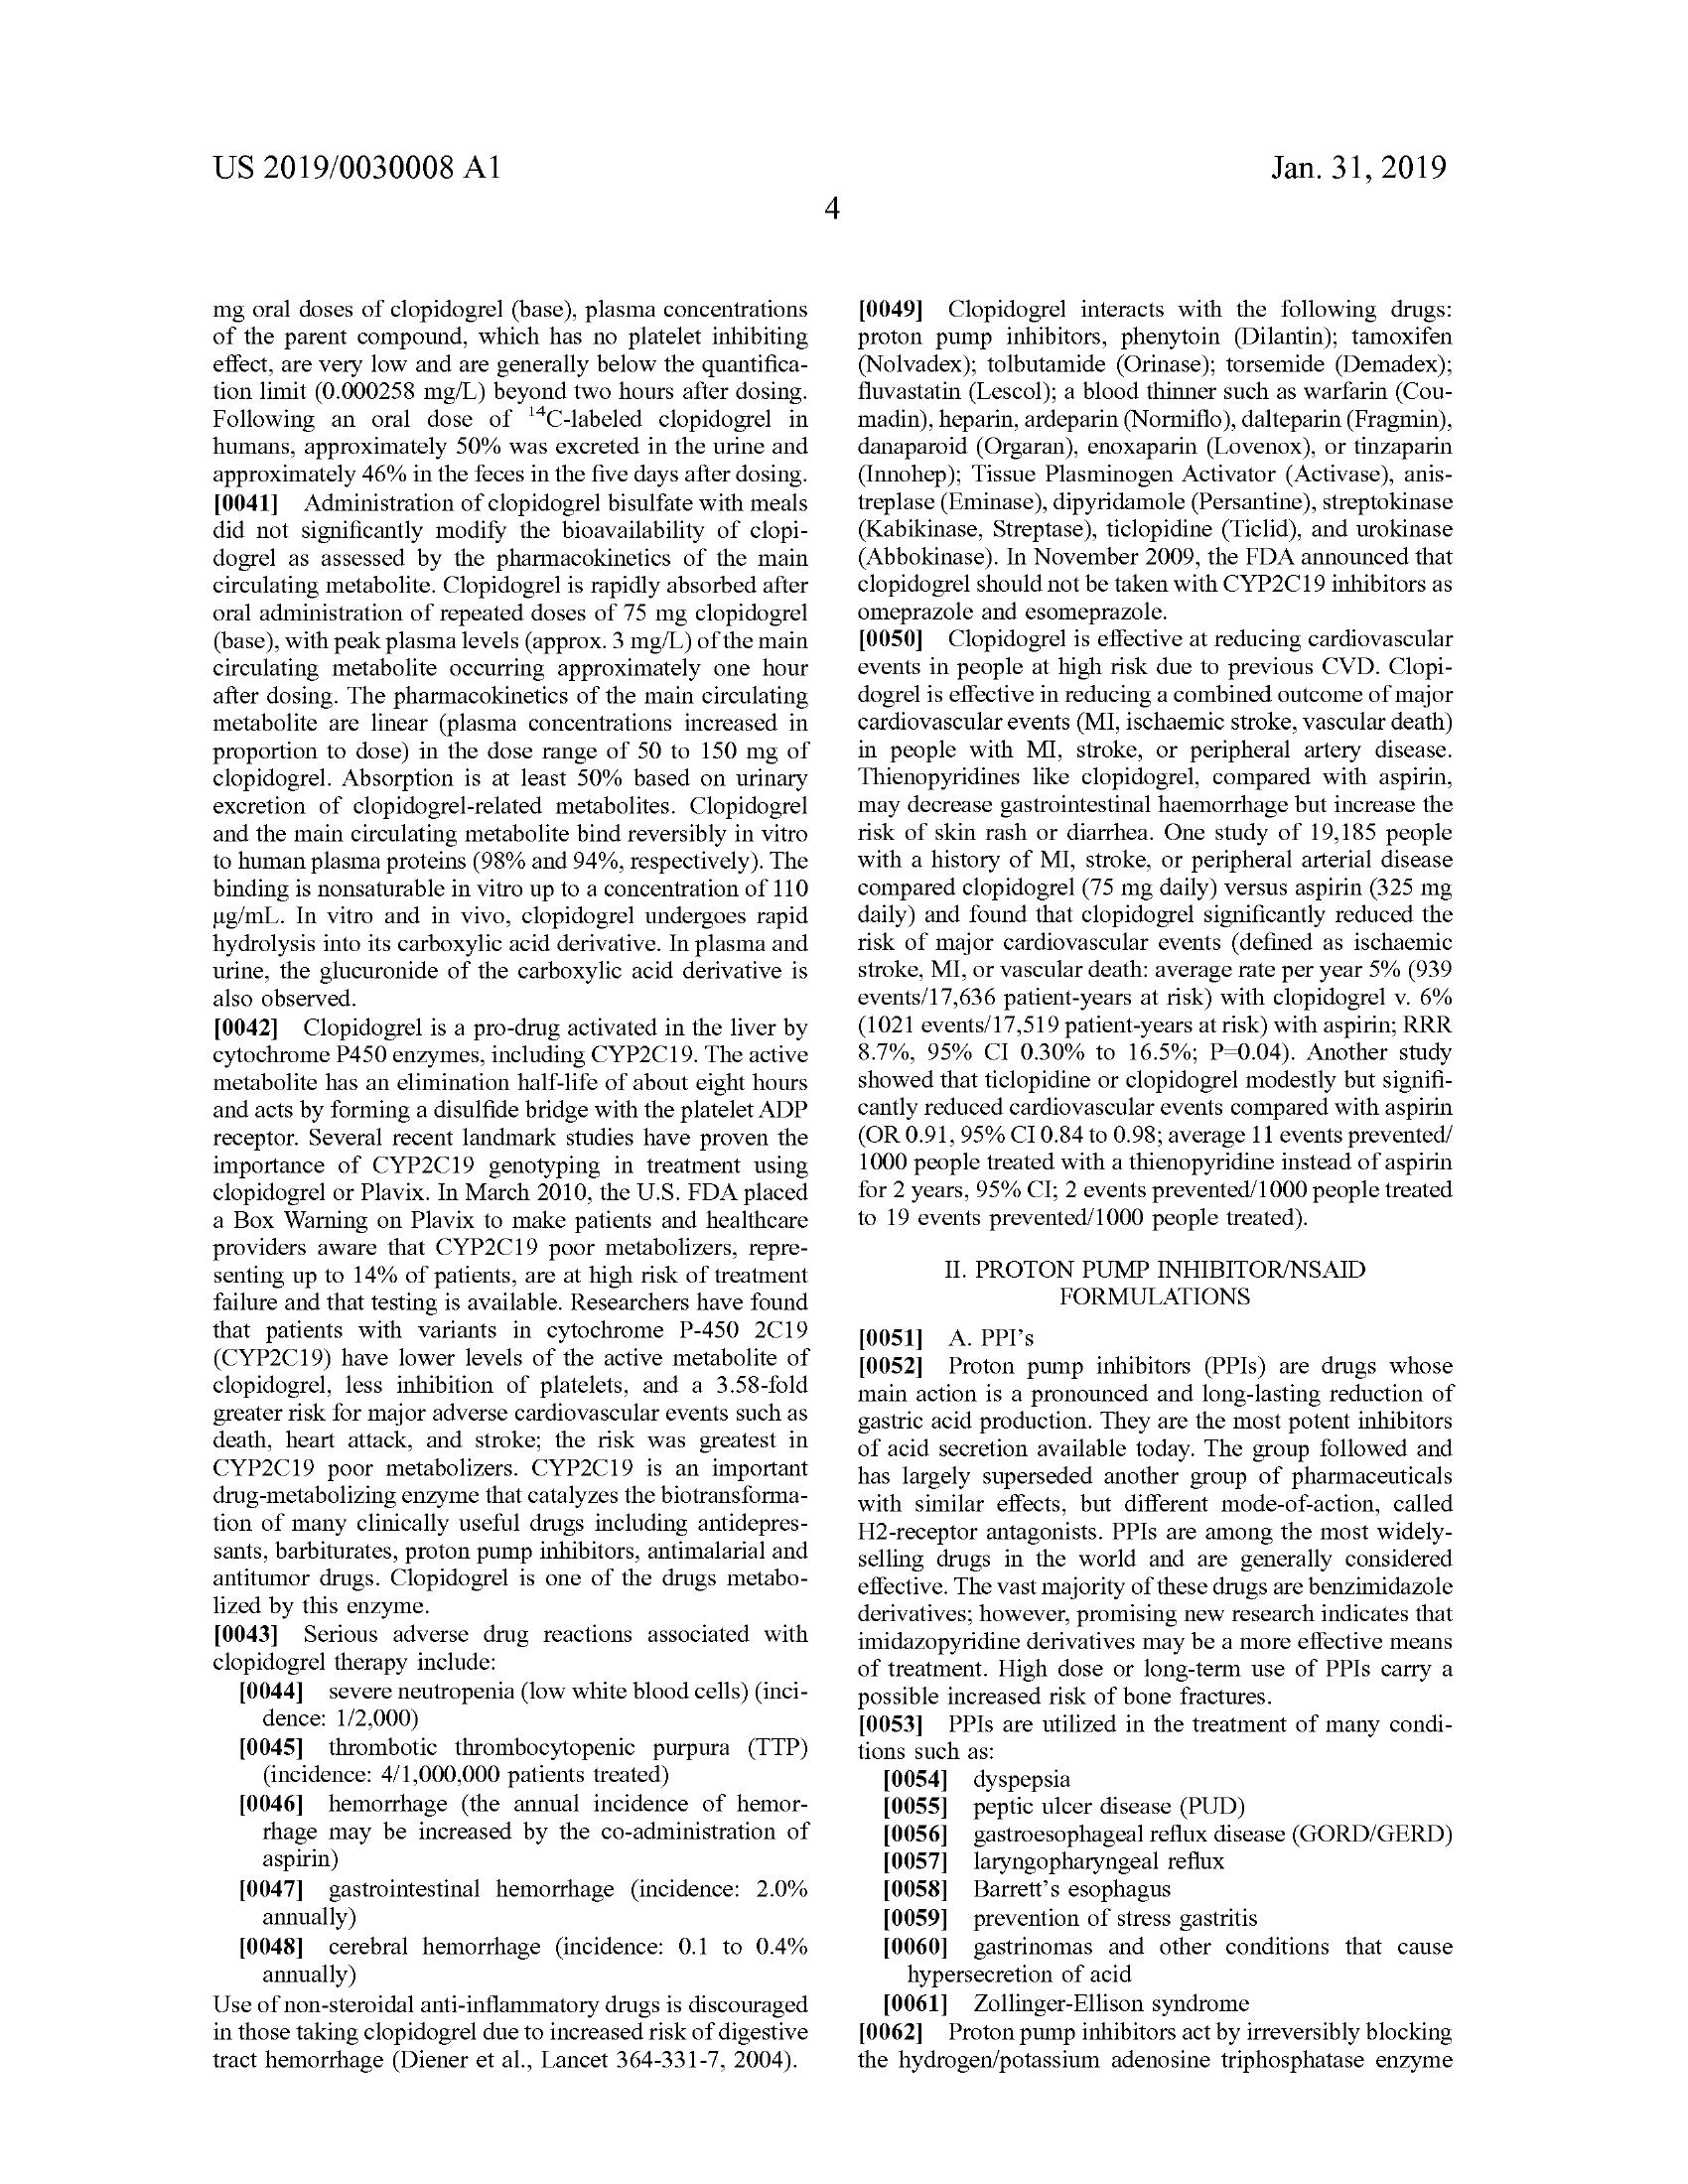 US 2019/0030008 A1
Jan. 31, 2019
4
mg oral doses of clopidogrel (base), plasma concentrations
of the parent compound, which has no platelet inhibiting
effect, are very low and are generally below the quantifica-
tion limit (0.000258 mg/L) beyond two hours after dosing.
Following an oral dose of ¹⁴C-labeled clopidogrel in
humans, approximately 50% was excreted in the urine and
approximately 46% in the feces in the five days after dosing.
[0041] Administration of clopidogrel bisulfate with meals
did not significantly modify the bioavailability of clopi-
dogrel as assessed by the pharmacokinetics of the main
circulating metabolite. Clopidogrel is rapidly absorbed after
oral administration of repeated doses of 75 mg clopidogrel
(base), with peak plasma levels (approx. 3 mg/L) of the main
circulating metabolite occurring approximately one hour
after dosing. The pharmacokinetics of the main circulating
metabolite are linear (plasma concentrations increased in
proportion to dose) in the dose range of 50 to 150 mg of
clopidogrel. Absorption is at least 50% based on urinary
excretion of clopidogrel-related metabolites. Clopidogrel
and the main circulating metabolite bind reversibly in vitro
to human plasma proteins (98% and 94%, respectively). The
binding is nonsaturable in vitro up to a concentration of 110
µg/mL. In vitro and in vivo, clopidogrel undergoes rapid
hydrolysis into its carboxylic acid derivative. In plasma and
urine, the glucuronide of the carboxylic acid derivative is
also observed.
[0042] Clopidogrel is a pro-drug activated in the liver by
cytochrome P450 enzymes, including CYP2C19. The active
metabolite has an elimination half-life of about eight hours
and acts by forming a disulfide bridge with the platelet ADP
receptor. Several recent landmark studies have proven the
importance of CYP2C19 genotyping in treatment using
clopidogrel or Plavix. In March 2010, the U.S. FDA placed
a Box Warning on Plavix to make patients and healthcare
providers aware that CYP2C19 poor metabolizers, repre-
senting up to 14% of patients, are at high risk of treatment
failure and that testing is available. Researchers have found
that patients with variants in cytochrome P-450 2C19
(CYP2C19) have lower levels of the active metabolite of
clopidogrel, less inhibition of platelets, and a 3.58-fold
greater risk for major adverse cardiovascular events such as
death, heart attack, and stroke; the risk was greatest in
CYP2C19 poor metabolizers. CYP2C19 is an important
drug-metabolizing enzyme that catalyzes the biotransforma-
tion of many clinically useful drugs including antidepres-
sants, barbiturates, proton pump inhibitors, antimalarial and
antitumor drugs. Clopidogrel is one of the drugs metabo-
lized by this enzyme.
[0043] Serious adverse drug reactions associated with
clopidogrel therapy include:
[0044] severe neutropenia (low white blood cells) (inci-
dence: 1/2,000)
[0045] thrombotic thrombocytopenic purpura (TTP)
(incidence: 4/1,000,000 patients treated)
[0046] hemorrhage (the annual incidence of hemor-
rhage may be increased by the co-administration of
aspirin)
[0047] gastrointestinal hemorrhage (incidence: 2.0%
annually)
[0048] cerebral hemorrhage (incidence: 0.1 to 0.4%
annually)
Use of non-steroidal anti-inflammatory drugs is discouraged
in those taking clopidogrel due to increased risk of digestive
tract hemorrhage (Diener et al., Lancet 364-331-7, 2004).
[0049] Clopidogrel interacts with the following drugs:
proton pump inhibitors, phenytoin (Dilantin); tamoxifen
(Nolvadex); tolbutamide (Orinase); torsemide (Demadex);
fluvastatin (Lescol); a blood thinner such as warfarin (Cou-
madin), heparin, ardeparin (Normiflo), dalteparin (Fragmin),
danaparoid (Orgaran), enoxaparin (Lovenox), or tinzaparin
(Innohep); Tissue Plasminogen Activator (Activase), anis-
treplase (Eminase), dipyridamole (Persantine), streptokinase
(Kabikinase, Streptase), ticlopidine (Ticlid), and urokinase
(Abbokinase). In November 2009, the FDA announced that
clopidogrel should not be taken with CYP2C19 inhibitors as
omeprazole and esomeprazole.
[0050] Clopidogrel is effective at reducing cardiovascular
events in people at high risk due to previous CVD. Clopi-
dogrel is effective in reducing a combined outcome of major
cardiovascular events (MI, ischaemic stroke, vascular death)
in people with MI, stroke, or peripheral artery disease.
Thienopyridines like clopidogrel, compared with aspirin,
may decrease gastrointestinal haemorrhage but increase the
risk of skin rash or diarrhea. One study of 19,185 people
with a history of MI, stroke, or peripheral arterial disease
compared clopidogrel (75 mg daily) versus aspirin (325 mg
daily) and found that clopidogrel significantly reduced the
risk of major cardiovascular events (defined as ischaemic
stroke, MI, or vascular death: average rate per year 5% (939
events/17,636 patient-years at risk) with clopidogrel v. 6%
(1021 events/17,519 patient-years at risk) with aspirin; RRR
8.7%, 95% CI 0.30% to 16.5%; P=0.04). Another study
showed that ticlopidine or clopidogrel modestly but signifi-
cantly reduced cardiovascular events compared with aspirin
(OR 0.91, 95% CI 0.84 to 0.98; average 11 events prevented/
1000 people treated with a thienopyridine instead of aspirin
for 2 years, 95% CI; 2 events prevented/1000 people treated
to 19 events prevented/1000 people treated).
II. PROTON PUMP INHIBITOR/NSAID
FORMULATIONS
[0051] A. PPI’s
[0052] Proton pump inhibitors (PPIs) are drugs whose
main action is a pronounced and long-lasting reduction of
gastric acid production. They are the most potent inhibitors
of acid secretion available today. The group followed and
has largely superseded another group of pharmaceuticals
with similar effects, but different mode-of-action, called
H2-receptor antagonists. PPIs are among the most widely-
selling drugs in the world and are generally considered
effective. The vast majority of these drugs are benzimidazole
derivatives; however, promising new research indicates that
imidazopyridine derivatives may be a more effective means
of treatment. High dose or long-term use of PPIs carry a
possible increased risk of bone fractures.
[0053] PPIs are utilized in the treatment of many condi-
tions such as:
[0054] dyspepsia
[0055] peptic ulcer disease (PUD)
[0056] gastroesophageal reflux disease (GORD/GERD)
[0057] laryngopharyngeal reflux
[0058] Barrett’s esophagus
[0059] prevention of stress gastritis
[0060] gastrinomas and other conditions that cause
hypersecretion of acid
[0061] Zollinger-Ellison syndrome
[0062] Proton pump inhibitors act by irreversibly blocking
the hydrogen/potassium adenosine triphosphatase enzyme